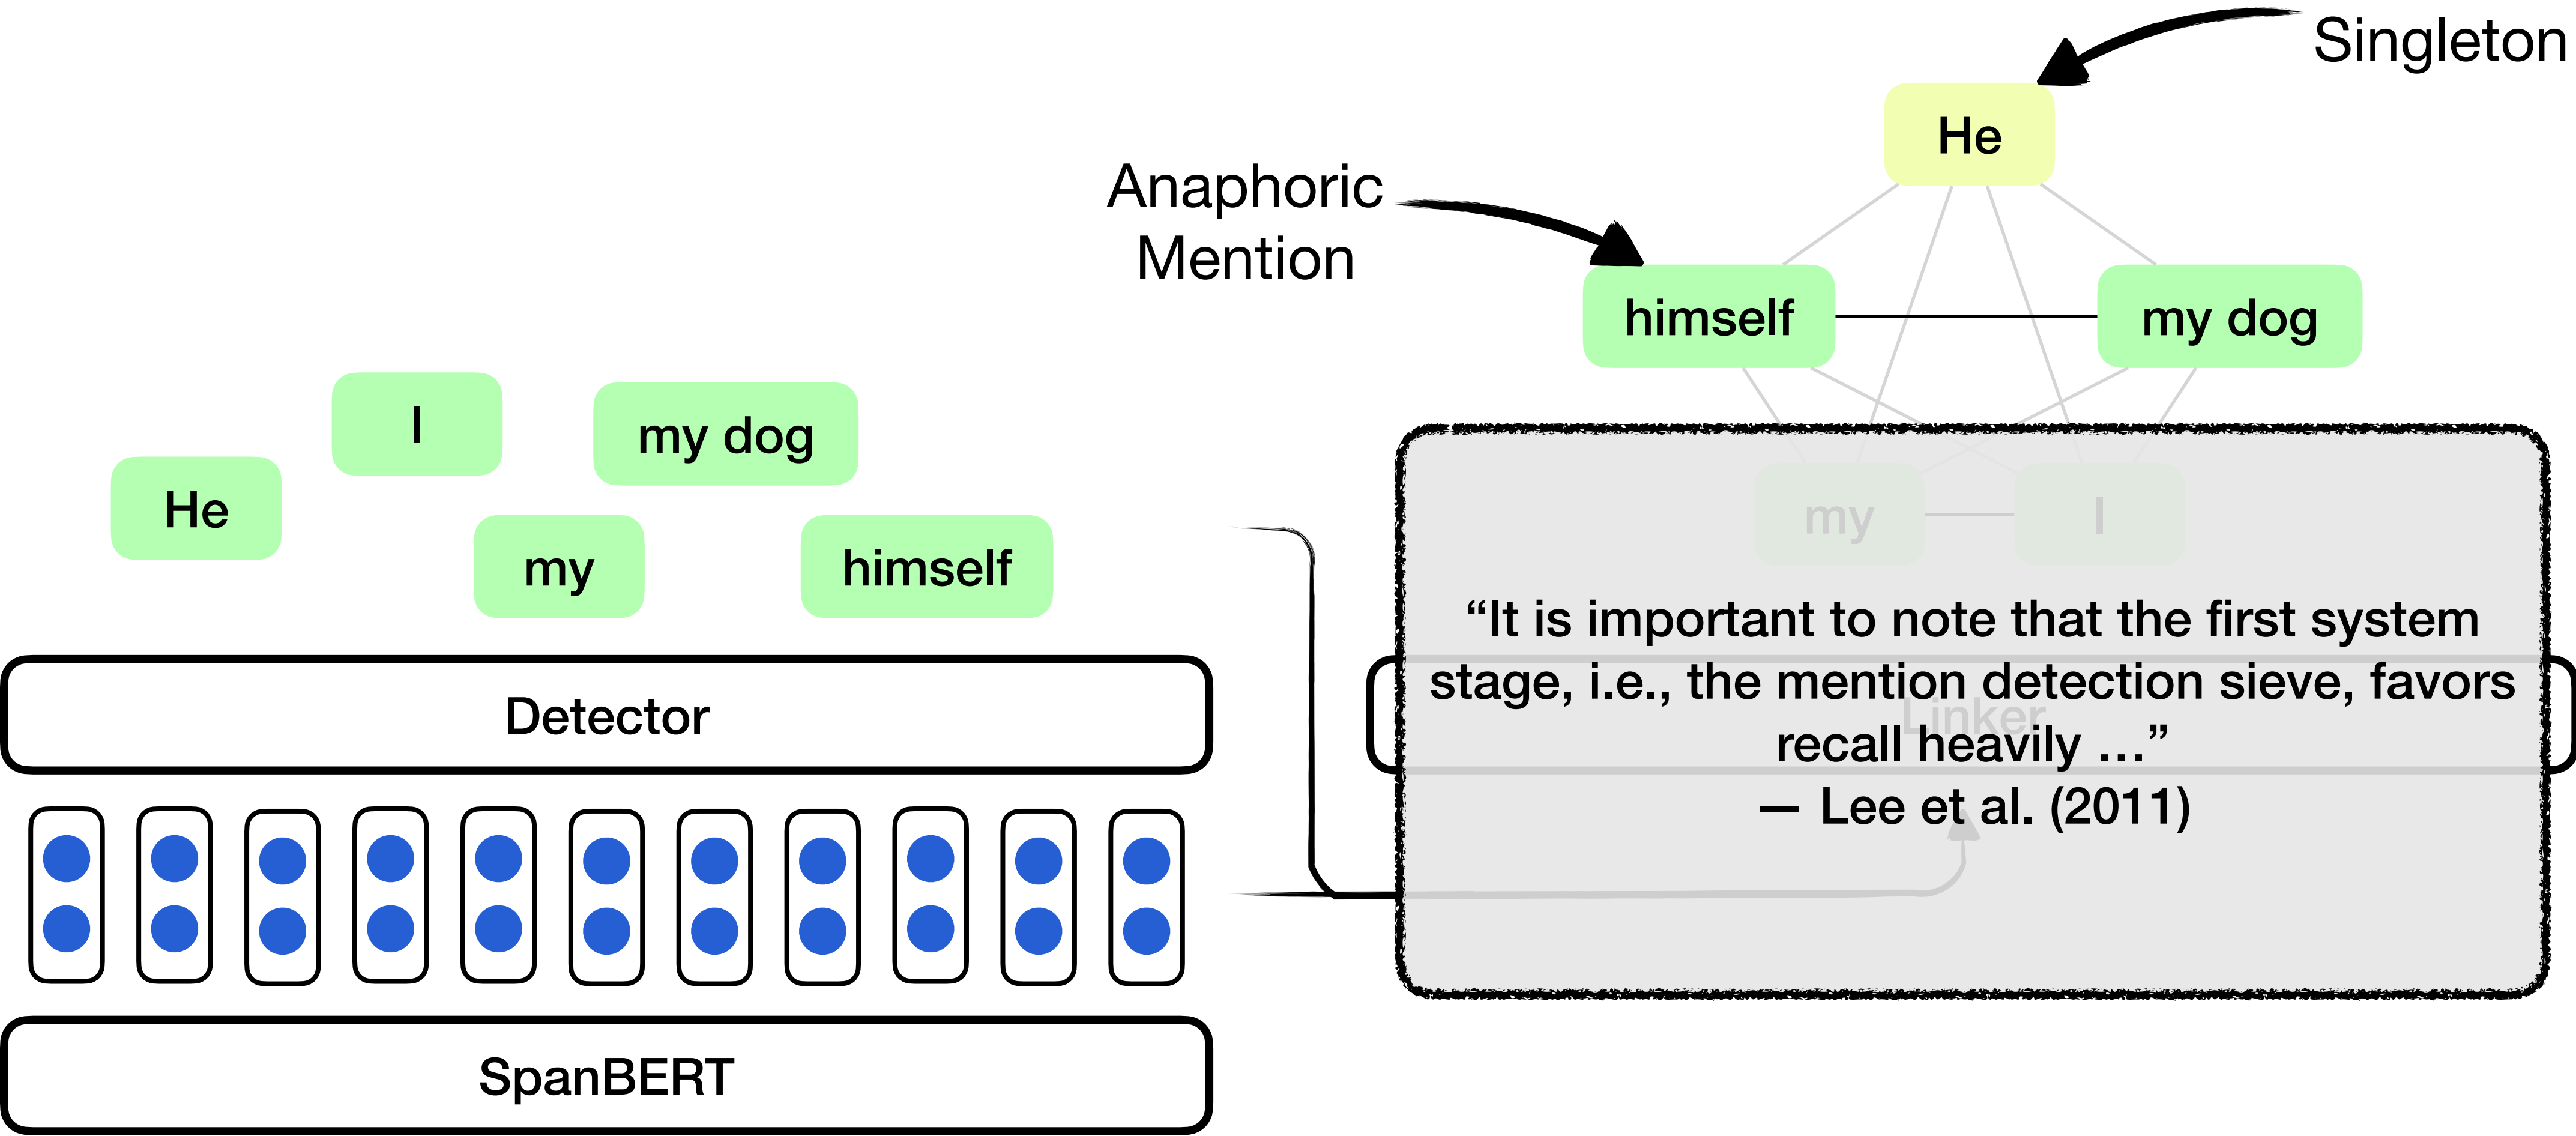 Singleton
He
Anaphoric
Mention
himself
my dog
I
my dog
He
my
himself
my
I
“It is important to note that the first system
stage, i.e., the mention detection sieve, favors
recall heavily ...”
— Lee et al. (2011)
Linker
Detector
SpanBERT